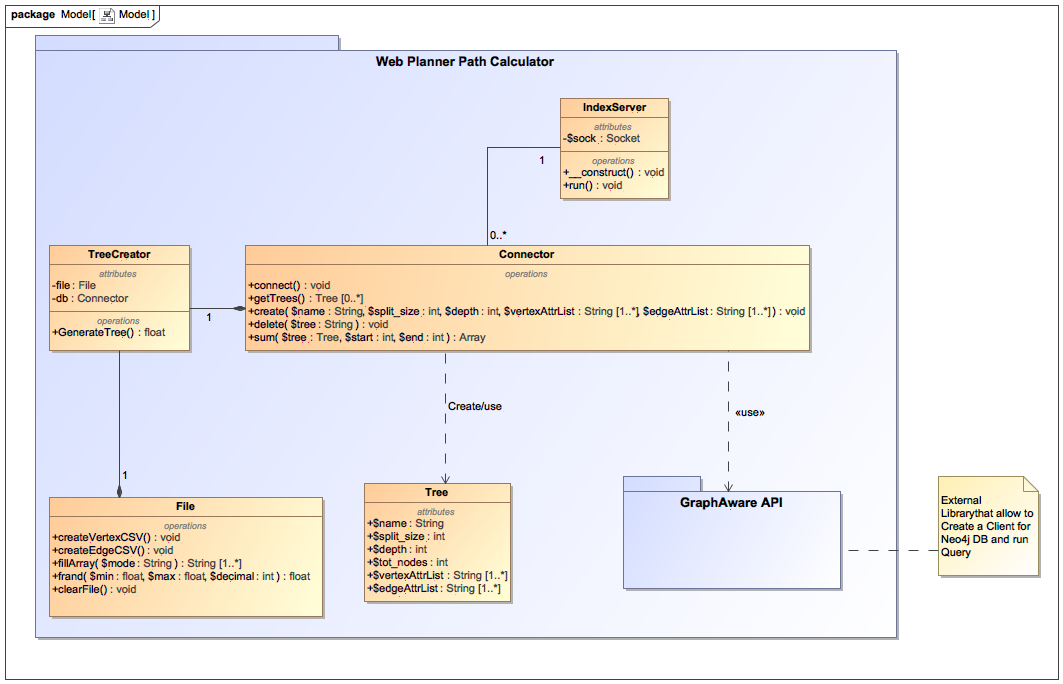 package Model[ Model ]
Web Planner Path Calculator
IndexServer
attributes
-$sock : Socket
operations
+__construct() : void
+run() : void
1
0..*
TreeCreator
attributes
-file : File
-db : Connector
operations
+GenerateTree() : float
1
Connector
operations
+connect() : void
+getTrees() : Tree [0..*]
+create( $name : String, $split_size : int, $depth : int, $vertexAttrList : String [1..*], $edgeAttrList : String [1..*] ) : void
+delete( $tree : String ) : void
+sum( $tree : Tree, $start : int, $end : int ) : Array
Create/use
«use»
1
File
operations
+createVertexCSV() : void
+createEdgeCSV() : void
+fillArray( $mode : String ) : String [1..*]
+frand( $min : float, $max : float, $decimal : int ) : float
+clearFile() : void
Tree
attributes
+$name : String
+$split_size : int
+$depth : int
+$tot_nodes : int
+$vertexAttrList : String [1..*]
+$edgeAttrList : String [1..*]
GraphAware API
External
Librarythat allow to
Create a Client for
Neo4j DB and run
Query